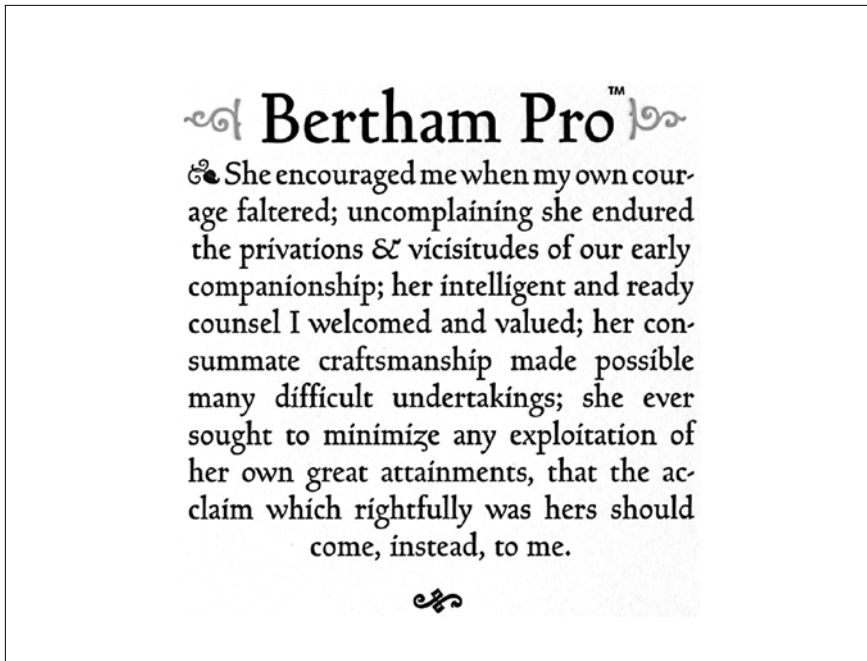 Bertham Pro™
She encouraged me when my own cour-
age faltered; uncomplaining she endured
the privations & vicisitudes of our early
companionship; her intelligent and ready
counsel I welcomed and valued; her con-
summate craftsmanship made possible
many difficult undertakings; she ever
sought to minimize any exploitation of
her own great attainments, that the ac-
claim which rightfully was hers should
come, instead, to me.